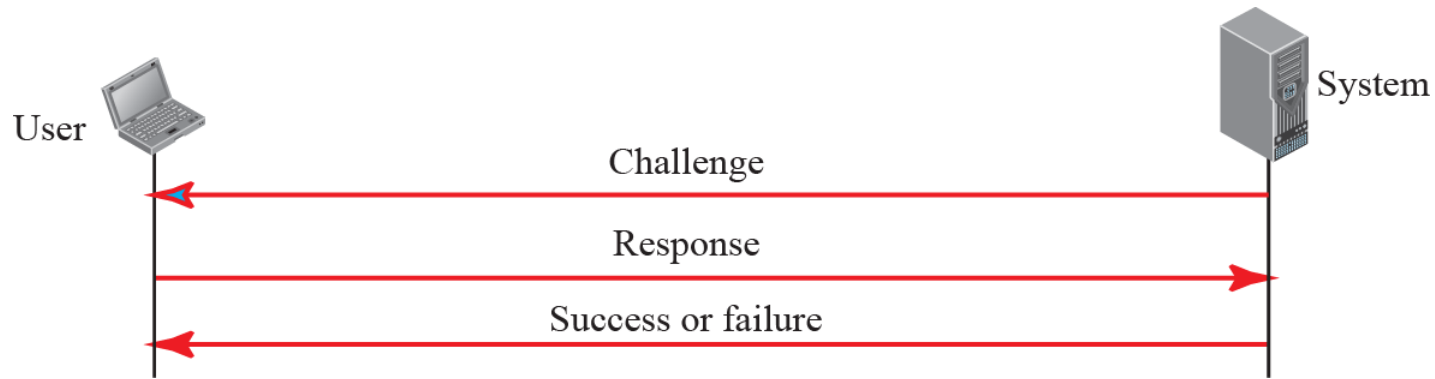 System
User
Challenge
Response
Success or failure